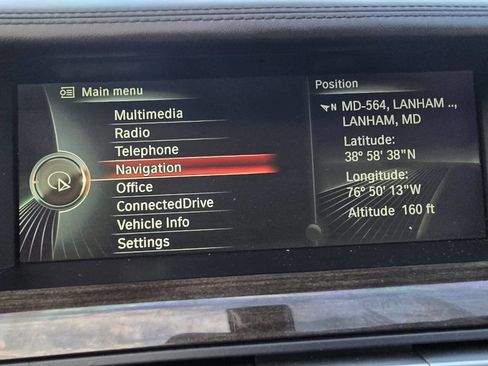 Main menu
Multimedia
Radio
Telephone
Navigation
Office
ConnectedDrive
Vehicle Info
Settings
Position
N MD-564, LANHAM ..,
LANHAM, MD
Latitude:
38° 58' 38"N
Longitude:
76° 50' 13"W
Altitude 160 ft